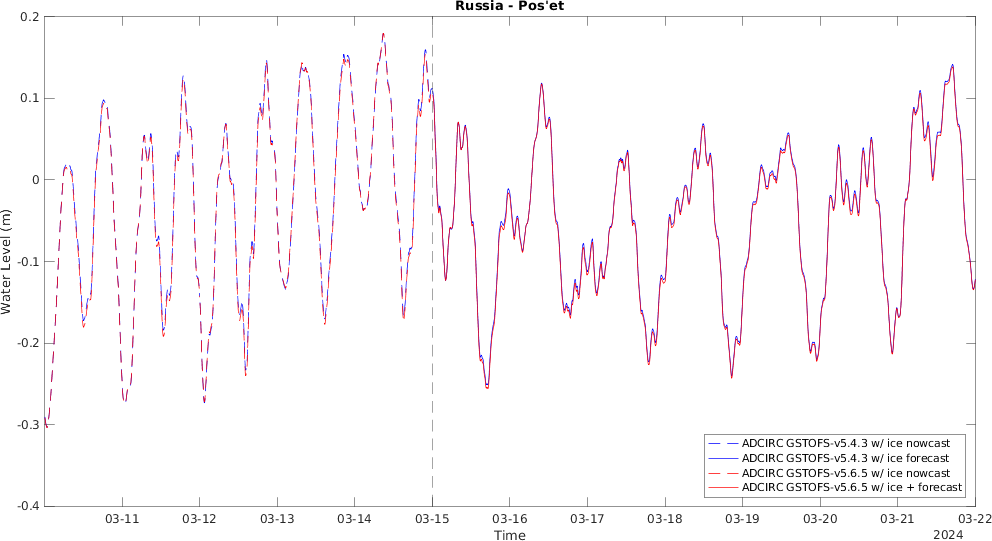 Russia - Pos'et
0.2
0.1
0
-0.1
-0.2
-0.3
-0.4
Water Level (m)
ADCIRC GSTOFS-v5.4.3 w/ ice nowcast
ADCIRC GSTOFS-v5.4.3 w/ ice forecast
ADCIRC GSTOFS-v5.6.5 w/ ice nowcast
ADCIRC GSTOFS-v5.6.5 w/ ice + forecast
03-11 03-12 03-13 03-14 03-15 03-16 03-17 03-18 03-19 03-20 03-21 03-22
Time
2024